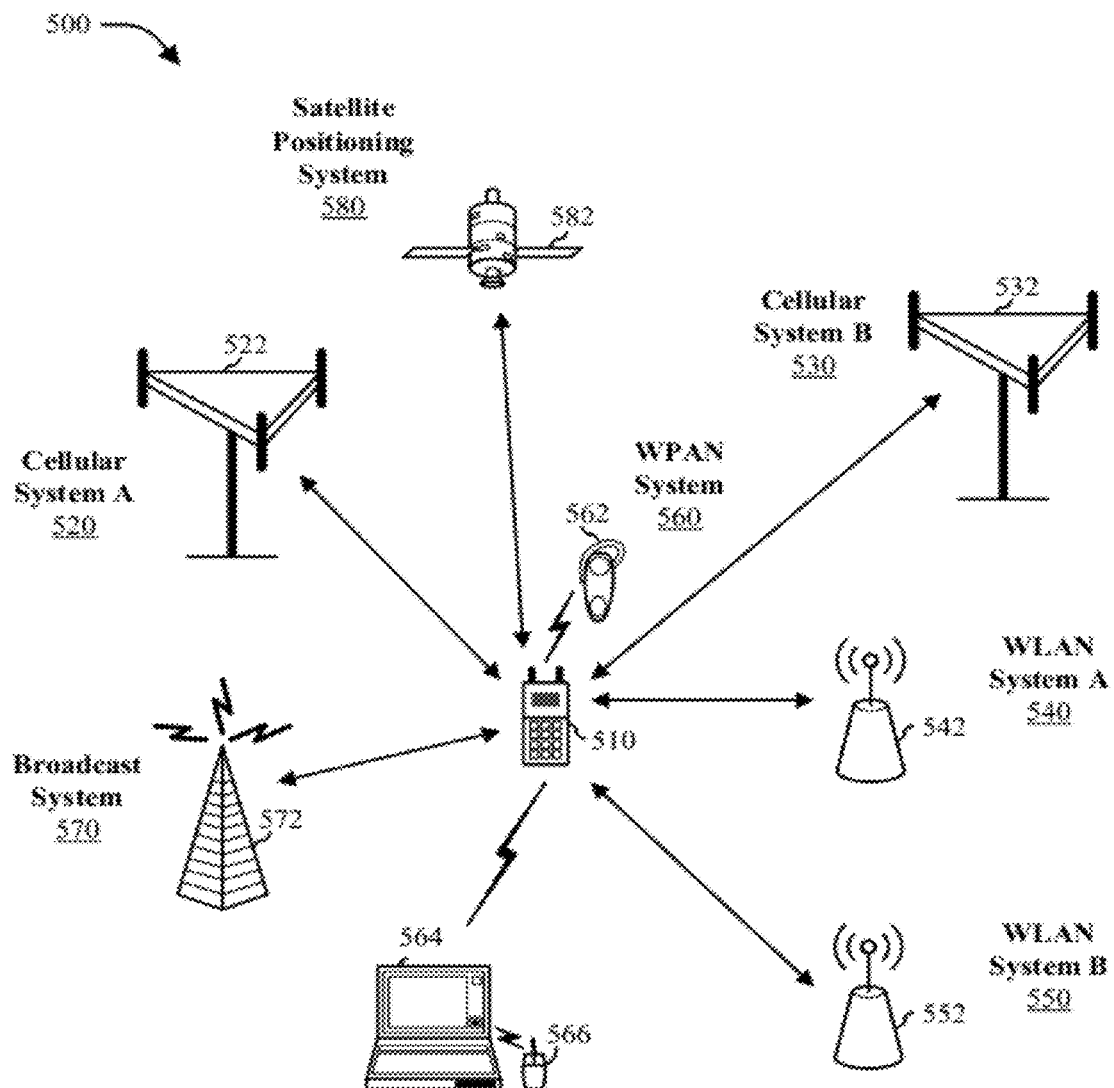 500
Satellite
Positioning
System
580
582
Cellular
System B
530
532
522
Cellular
System A
520
WPAN
System
560
562
WLAN
System A
540
542
510
Broadcast
System
570
572
564
566
WLAN
System B
550
552